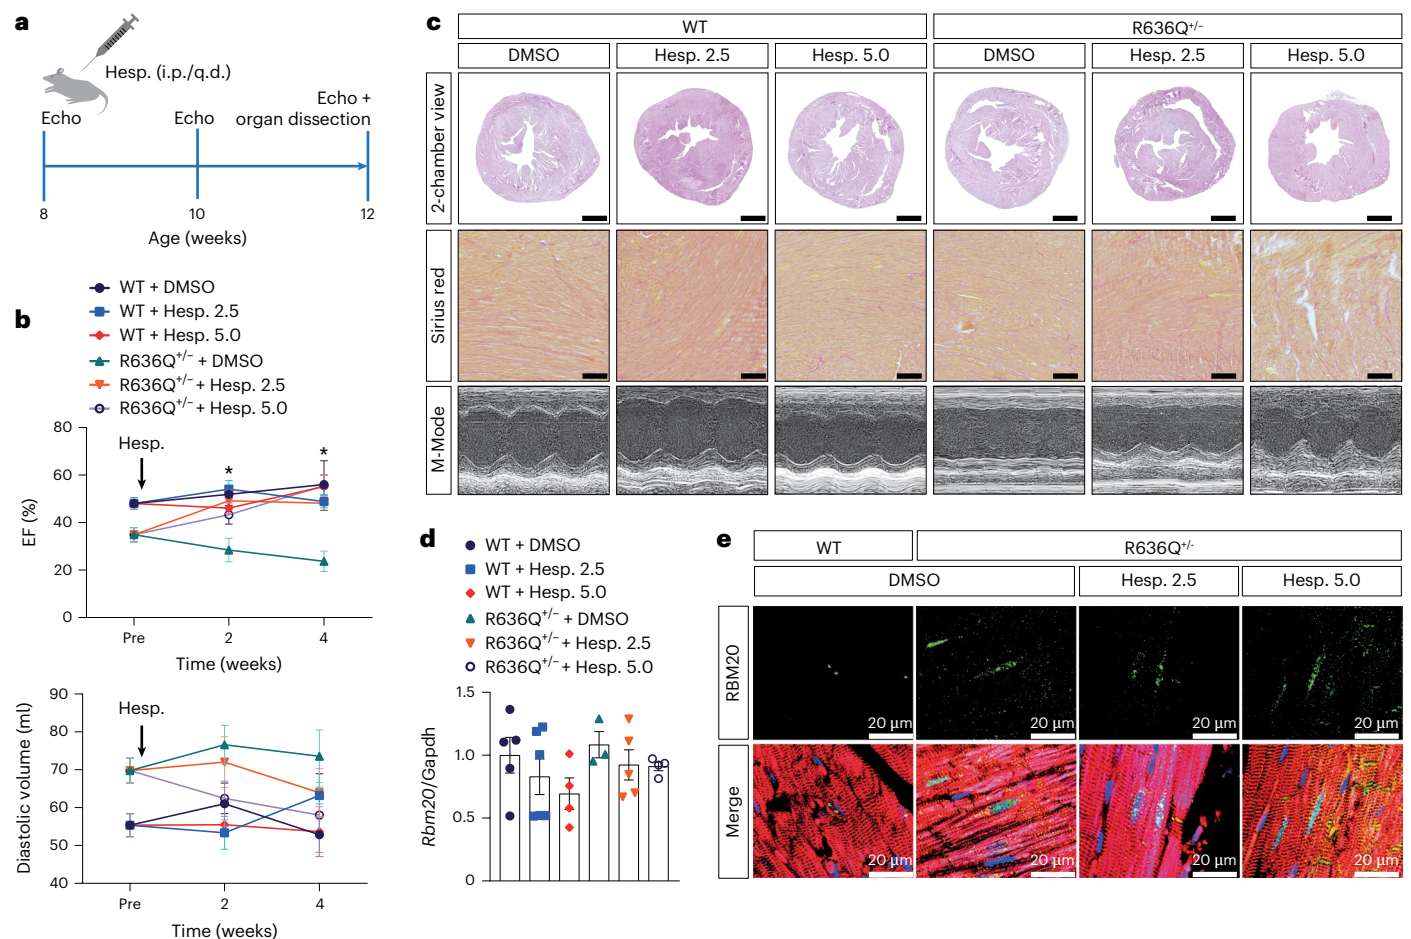 a
Hesp. (i.p./q.d.)
Echo
Echo
Echo +
organ dissection
8
10
12
Age (weeks)
b
WT + DMSO
WT + Hesp. 2.5
WT + Hesp. 5.0
R636Q+/− + DMSO
R636Q+/− + Hesp. 2.5
R636Q+/− + Hesp. 5.0
80
60
40
20
0
EF (%)
Hesp.
*
*
Pre
2
4
Time (weeks)
90
80
70
60
50
40
Diastolic volume (ml)
Hesp.
Pre
2
4
Time (weeks)
c
WT
R636Q+/−
DMSO
Hesp. 2.5
Hesp. 5.0
DMSO
Hesp. 2.5
Hesp. 5.0
2-chamber view
Sirius red
M-Mode
d
WT + DMSO
WT + Hesp. 2.5
WT + Hesp. 5.0
R636Q+/− + DMSO
R636Q+/− + Hesp. 2.5
R636Q+/− + Hesp. 5.0
1.5
1.0
0.5
0
Rbm20/Gapdh
e
WT
R636Q+/−
DMSO
Hesp. 2.5
Hesp. 5.0
RBM20
20 µm
20 µm
20 µm
20 µm
Merge
20 µm
20 µm
20 µm
20 µm